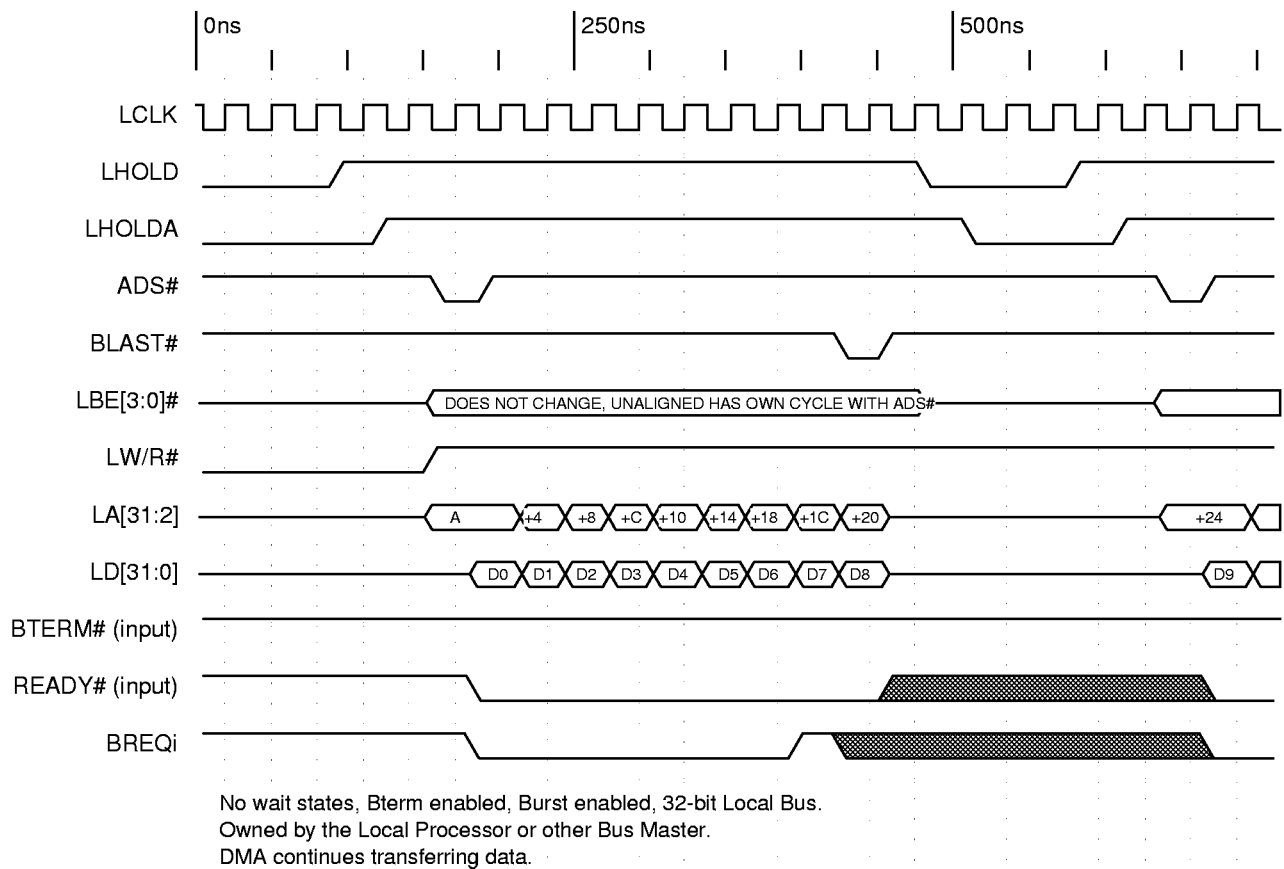 0ns 250ns 500ns
LCLK
LHOLD
LHOLDA
ADS#
BLAST#
LBE[3:0]# DOES NOT CHANGE, UNALIGNED HAS OWN CYCLE WITH ADS#
LW/R#
LA[31:2] A +4 +8 +C +10 +14 +18 +1C +20 +24
LD[31:0] D0 D1 D2 D3 D4 D5 D6 D7 D8 D9
BTERM# (input)
READY# (input)
BREQi
No wait states, Bterm enabled, Burst enabled, 32-bit Local Bus.
Owned by the Local Processor or other Bus Master.
DMA continues transferring data.